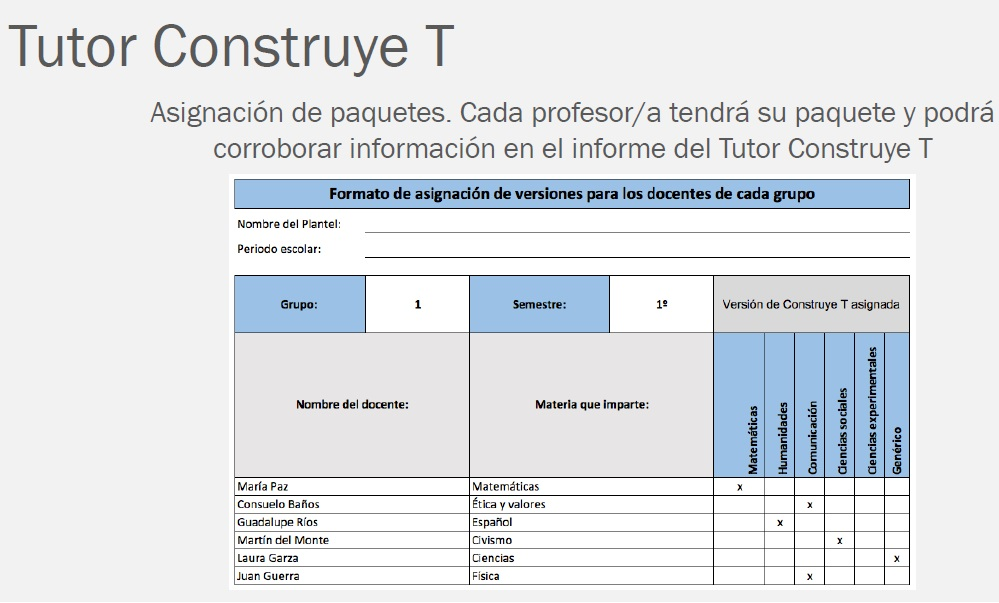 Tutor Construye T
Asignación de paquetes. Cada profesor/a tendrá su paquete y podrá
corroborar información en el informe del Tutor Construye T
Formato de asignación de versiones para los docentes de cada grupo
Nombre del Plantel:
Periodo escolar:
Grupo: 1 Semestre: 1º Versión de Construye T asignada
Nombre del docente: Materia que imparte: Matemáticas Humanidades Comunicación Ciencias sociales Ciencias experimentales Genérico
María Paz Matemáticas x
Consuelo Baños Ética y valores x
Guadalupe Ríos Español x
Martín del Monte Civismo x
Laura Garza Ciencias x
Juan Guerra Física x